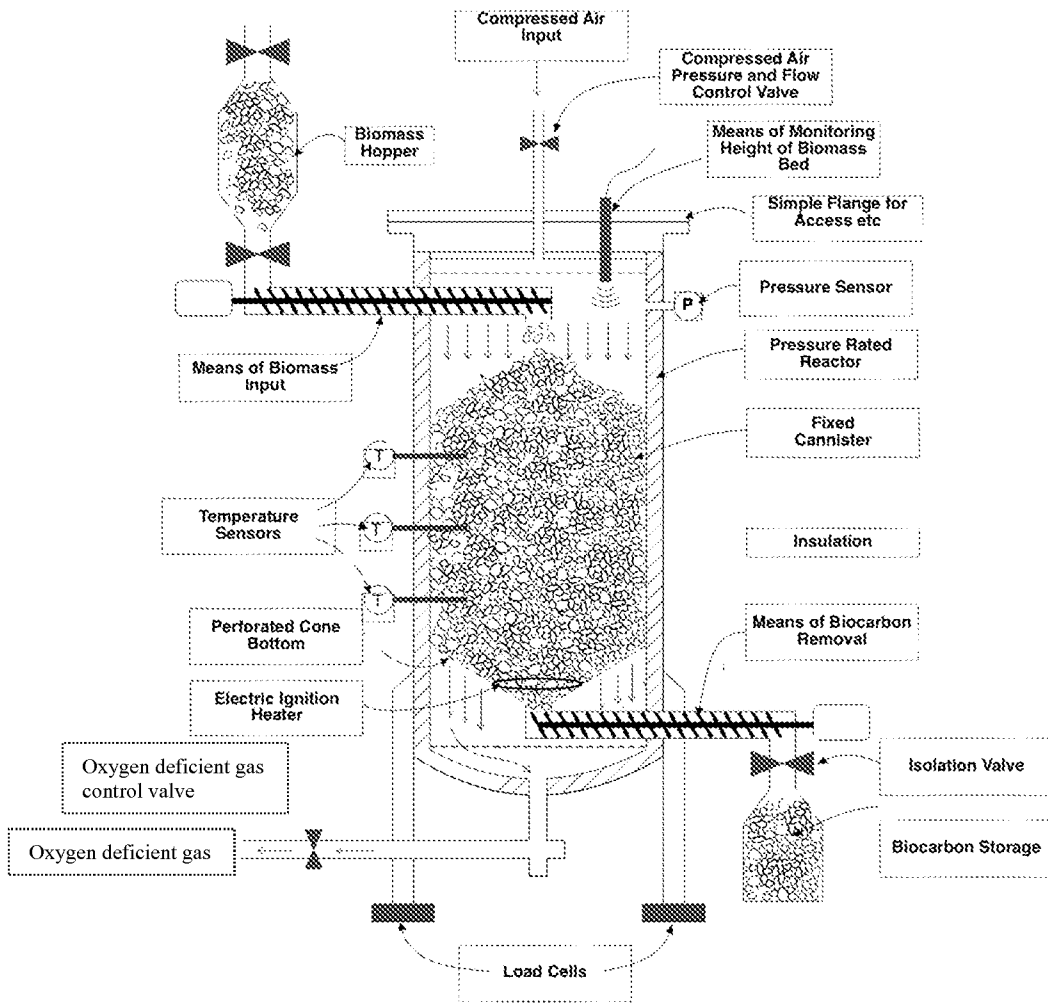 Compressed Air
Input
Compressed Air
Pressure and Flow
Control Valve
Biomass
Hopper
Means of Monitoring
Height of Biomass
Bed
Simple Flange for
Access etc
Pressure Sensor
P
Means of Biomass
Input
Pressure Rated
Reactor
Fixed
Cannister
T
T
T
Temperature
Sensors
Insulation
Perforated Cone
Bottom
Means of Biocarbon
Removal
Electric Ignition
Heater
Oxygen deficient gas
control valve
Isolation Valve
Oxygen deficient gas
Biocarbon Storage
Load Cells